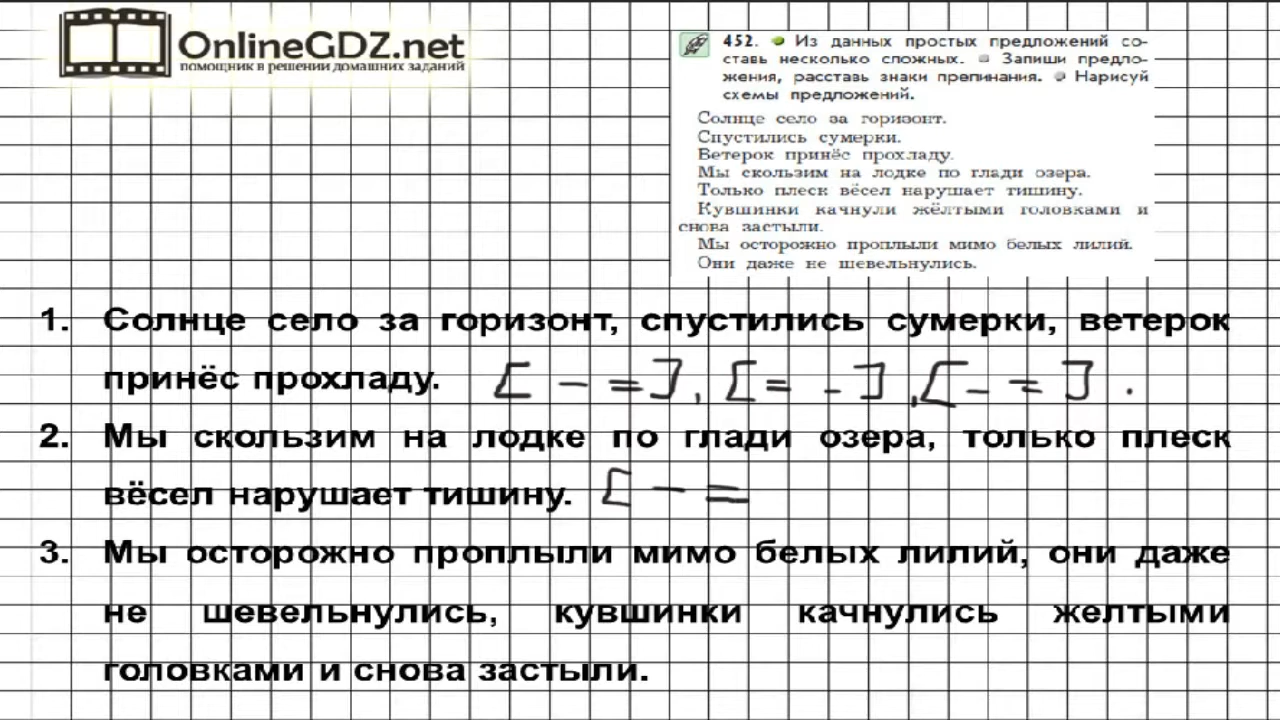 OnlineGDZ.net
помощник в решении домашних заданий
452. Из данных простых предложений со-
ставь несколько сложных. Запиши предло-
жения, расставь знаки препинания. Нарисуй
схемы предложений.
Солнце село за горизонт.
Спустились сумерки.
Ветерок принёс прохладу.
Мы скользим на лодке по глади озера.
Только плеск вёсел нарушает тишину.
Кувшинки качнули жёлтыми головками и
снова застыли.
Мы осторожно проплыли мимо белых лилий.
Они даже не шевельнулись.
1. Солнце село за горизонт, спустились сумерки, ветерок
принёс прохладу. [ – = ], [ = - ], [ – = ] .
2. Мы скользим на лодке по глади озера, только плеск
вёсел нарушает тишину. [ – =
3. Мы осторожно проплыли мимо белых лилий, они даже
не шевельнулись, кувшинки качнулись желтыми
головками и снова застыли.